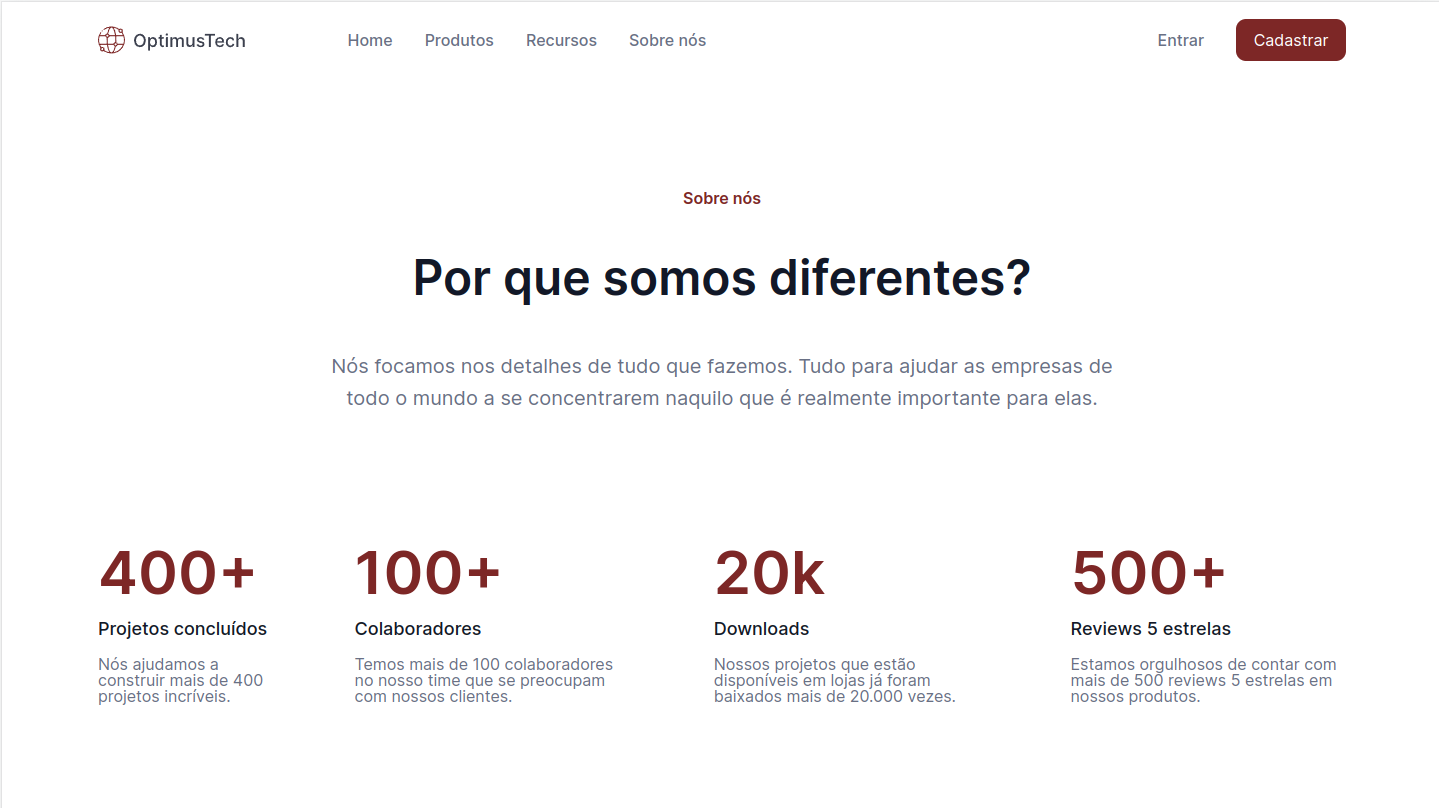 OptimusTech
Home
Produtos
Recursos
Sobre nós
Entrar
Cadastrar
Sobre nós
Por que somos diferentes?
Nós focamos nos detalhes de tudo que fazemos. Tudo para ajudar as empresas de
todo o mundo a se concentrarem naquilo que é realmente importante para elas.
400+
Projetos concluídos
Nós ajudamos a
construir mais de 400
projetos incríveis.
100+
Colaboradores
Temos mais de 100 colaboradores
no nosso time que se preocupam
com nossos clientes.
20k
Downloads
Nossos projetos que estão
disponíveis em lojas já foram
baixados mais de 20.000 vezes.
500+
Reviews 5 estrelas
Estamos orgulhosos de contar com
mais de 500 reviews 5 estrelas em
nossos produtos.